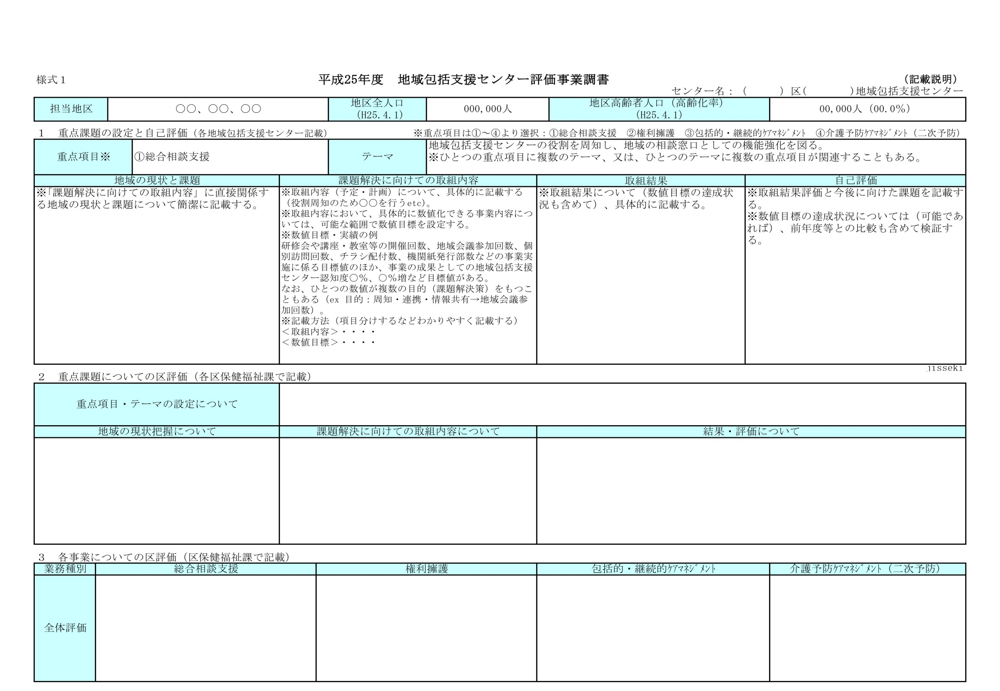 様式１
平成25年度　地域包括支援センター評価事業調書
（記載説明）
センター名：（　　　）区(　　　　)地域包括支援センター
担当地区
〇〇、〇〇、〇〇
地区全人口
（H25.4.1）
000,000人
地区高齢者人口（高齢化率）
（H25.4.1）
00,000人（00.0％）
１　重点課題の設定と自己評価（各地域包括支援センター記載）
※重点項目は①～④より選択：①総合相談支援　②権利擁護　③包括的・継続的ｹｱﾏﾈｼﾞﾒﾝﾄ　④介護予防ｹｱﾏﾈｼﾞﾒﾝﾄ（二次予防）
重点項目※
①総合相談支援
テーマ
地域包括支援センターの役割を周知し、地域の相談窓口としての機能強化を図る。
※ひとつの重点項目に複数のテーマ、又は、ひとつのテーマに複数の重点項目が関連することもある。
地域の現状と課題
課題解決に向けての取組内容
取組結果
自己評価
※「課題解決に向けての取組内容」に直接関係す
る地域の現状と課題について簡潔に記載する。
※取組内容（予定・計画）について、具体的に記載する
（役割周知のため〇〇を行うetc)。
※取組内容において、具体的に数値化できる事業内容につ
いては、可能な範囲で数値目標を設定する。
※数値目標・実績の例
研修会や講座・教室等の開催回数、地域会議参加回数、個
別訪問回数、チラシ配付数、機関紙発行部数などの事業実
施に係る目標値のほか、事業の成果としての地域包括支援
センター認知度〇％、〇％増など目標値がある。
なお、ひとつの数値が複数の目的（課題解決策）をもつこ
ともある（ex 目的：周知・連携・情報共有→地域会議参
加回数）。
※記載方法（項目分けするなどわかりやすく記載する）
＜取組内容＞・・・・
＜数値目標＞・・・・
※取組結果について（数値目標の達成状
況も含めて）、具体的に記載する。
※取組結果評価と今後に向けた課題を記載す
る。
※数値目標の達成状況については（可能であ
れば）、前年度等との比較も含めて検証す
る。
jisseki
２　重点課題についての区評価（各区保健福祉課で記載）
重点項目・テーマの設定について
地域の現状把握について
課題解決に向けての取組内容について
結果・評価について
３　各事業についての区評価（区保健福祉課で記載）
業務種別
総合相談支援
権利擁護
包括的・継続的ｹｱﾏﾈｼﾞﾒﾝﾄ
介護予防ｹｱﾏﾈｼﾞﾒﾝﾄ（二次予防）
全体評価